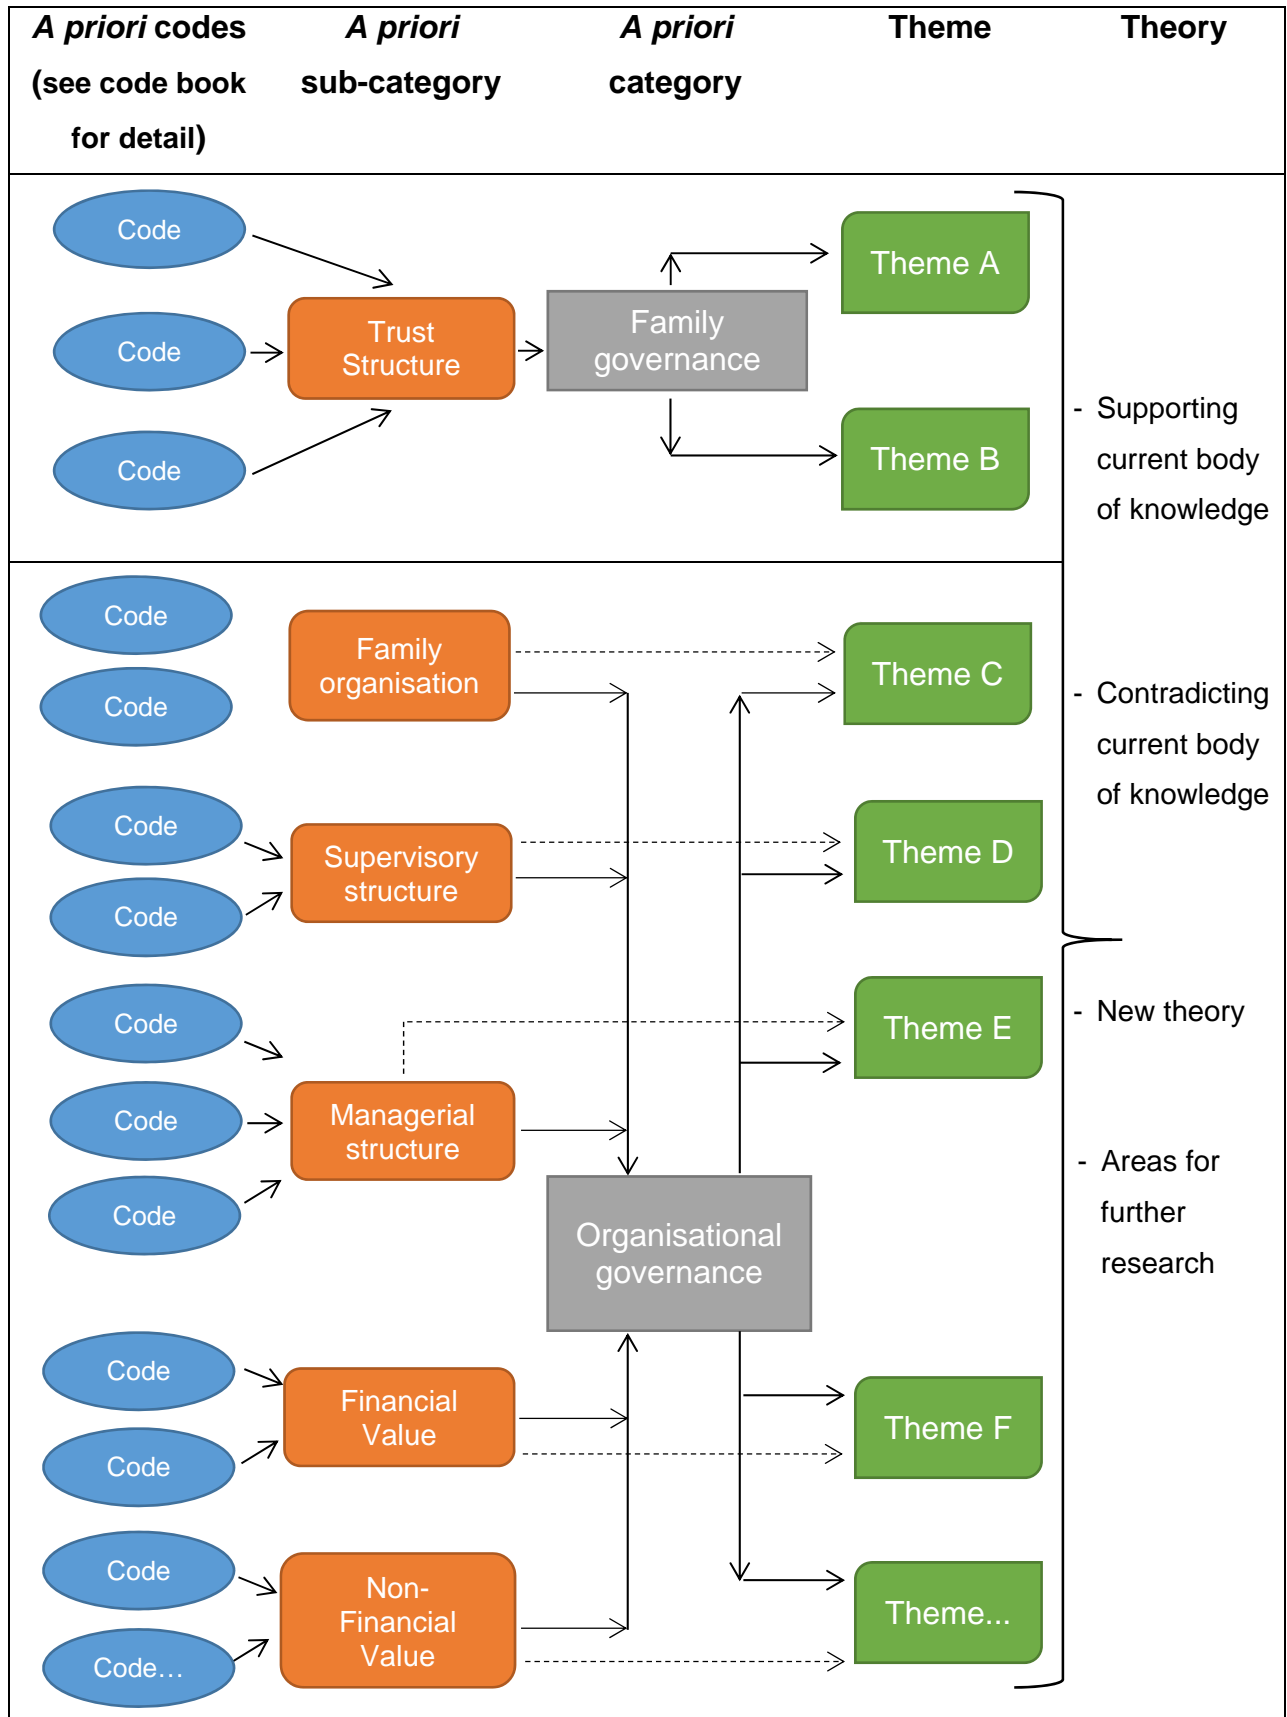 A priori codes
(see code book
for detail)
A priori
sub-category
A priori
category
Theme
Theory
Code
Code
Code
Trust
Structure
Family
governance
Theme A
Theme B
Code
Code
Family
organisation
Theme C
Code
Code
Supervisory
structure
Theme D
Code
Code
Code
Managerial
structure
Theme E
Organisational
governance
Code
Code
Financial
Value
Theme F
Code
Code…
Non-
Financial
Value
Theme...
- Supporting
current body
of knowledge
- Contradicting
current body
of knowledge
- New theory
- Areas for
further
research